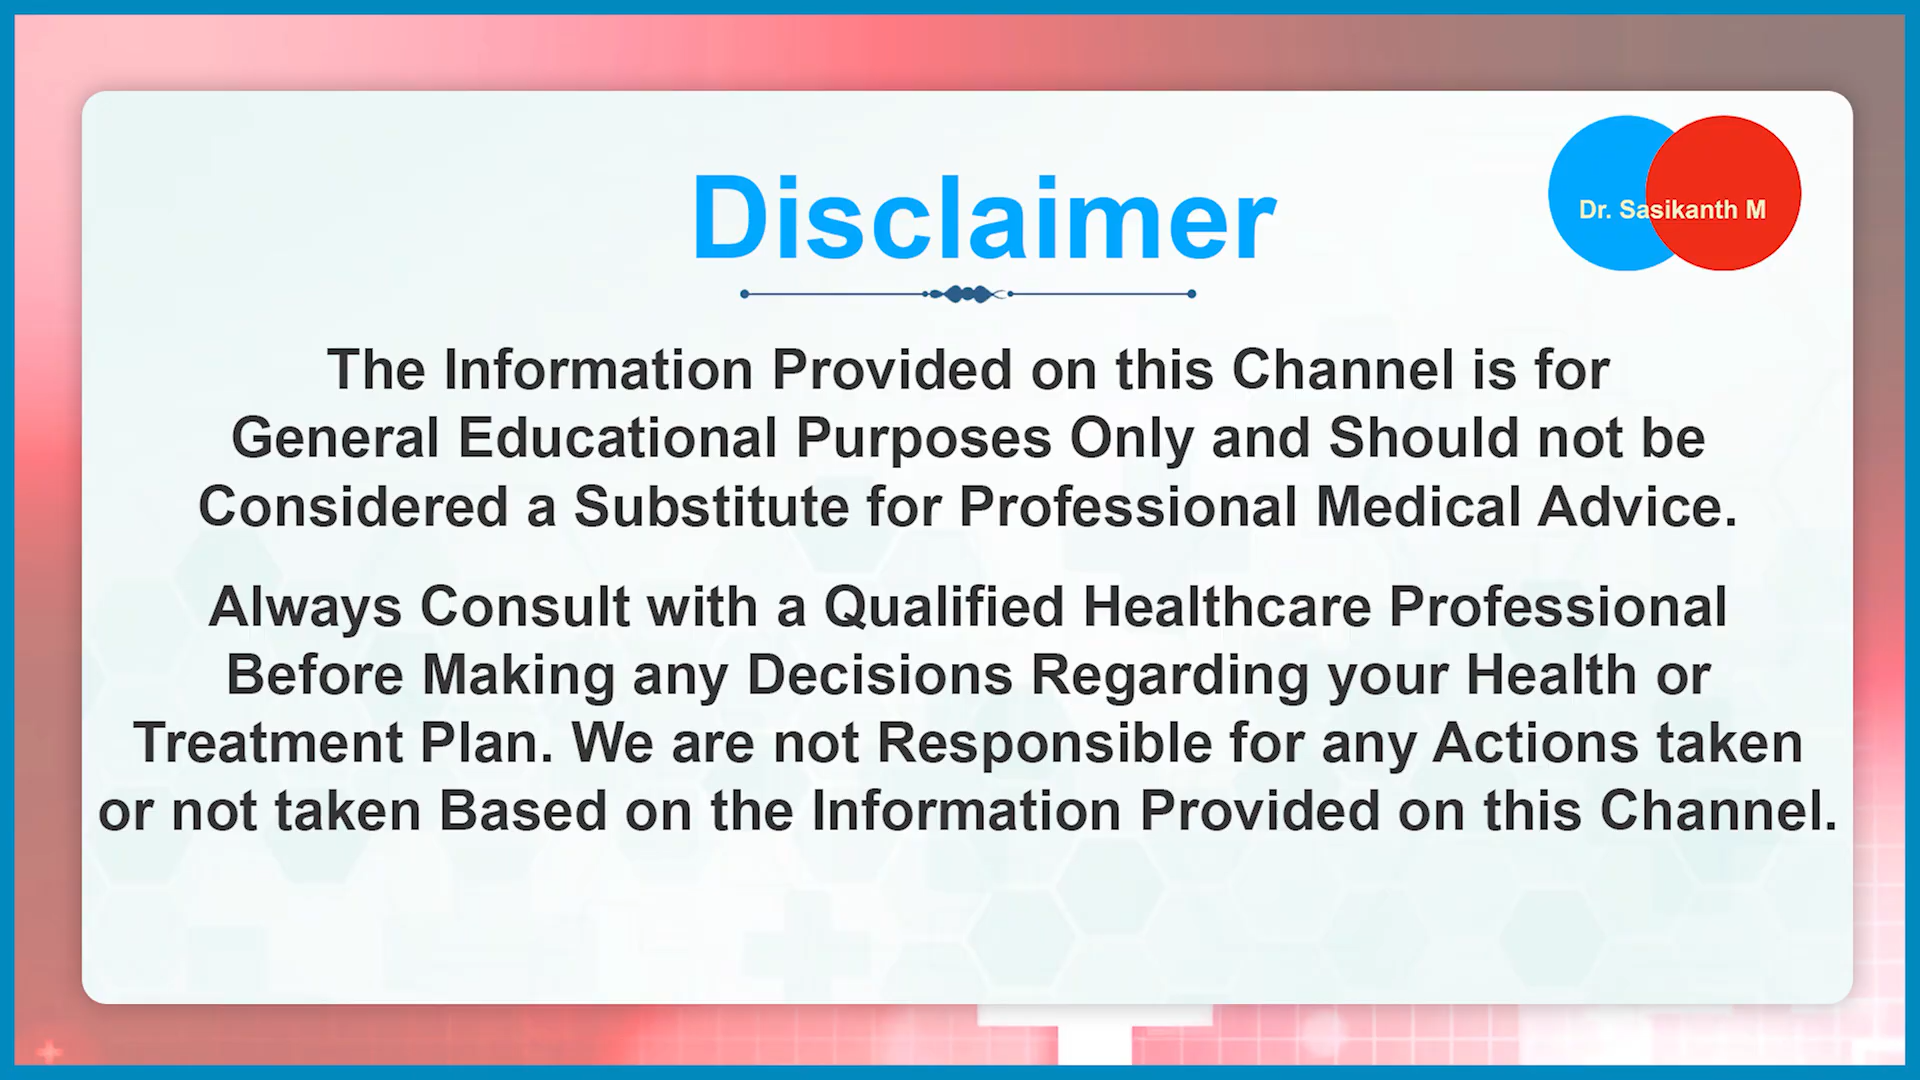 Disclaimer
Dr. Sasikanth M
The Information Provided on this Channel is for
General Educational Purposes Only and Should not be
Considered a Substitute for Professional Medical Advice.
Always Consult with a Qualified Healthcare Professional
Before Making any Decisions Regarding your Health or
Treatment Plan. We are not Responsible for any Actions taken
or not taken Based on the Information Provided on this Channel.